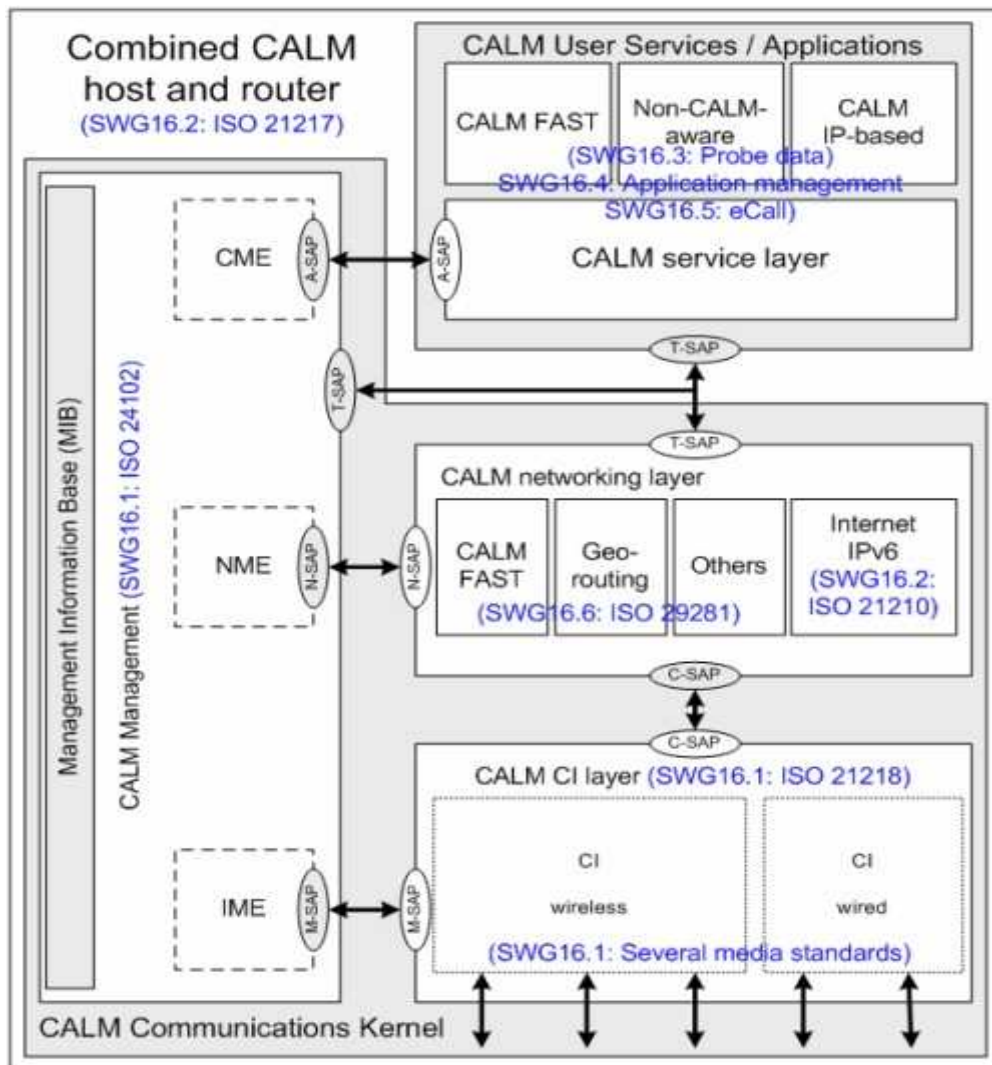 Combined CALM
host and router
(SWG16.2: ISO 21217)
CALM User Services / Applications
CALM FAST
Non-CALM-
aware
CALM
IP-based
(SWG16.3: Probe data)
SWG16.4: Application management
SWG16.5: eCall)
CALM service layer
A-SAP
T-SAP
Management Information Base (MIB)
CALM Management (SWG16.1: ISO 24102)
CME
A-SAP
T-SAP
NME
N-SAP
IME
M-SAP
T-SAP
CALM networking layer
N-SAP
CALM
FAST
Geo-
routing
Others
Internet
IPv6
(SWG16.2:
ISO 21210)
(SWG16.6: ISO 29281)
C-SAP
C-SAP
CALM CI layer (SWG16.1: ISO 21218)
M-SAP
CI
wireless
CI
wired
(SWG16.1: Several media standards)
CALM Communications Kernel